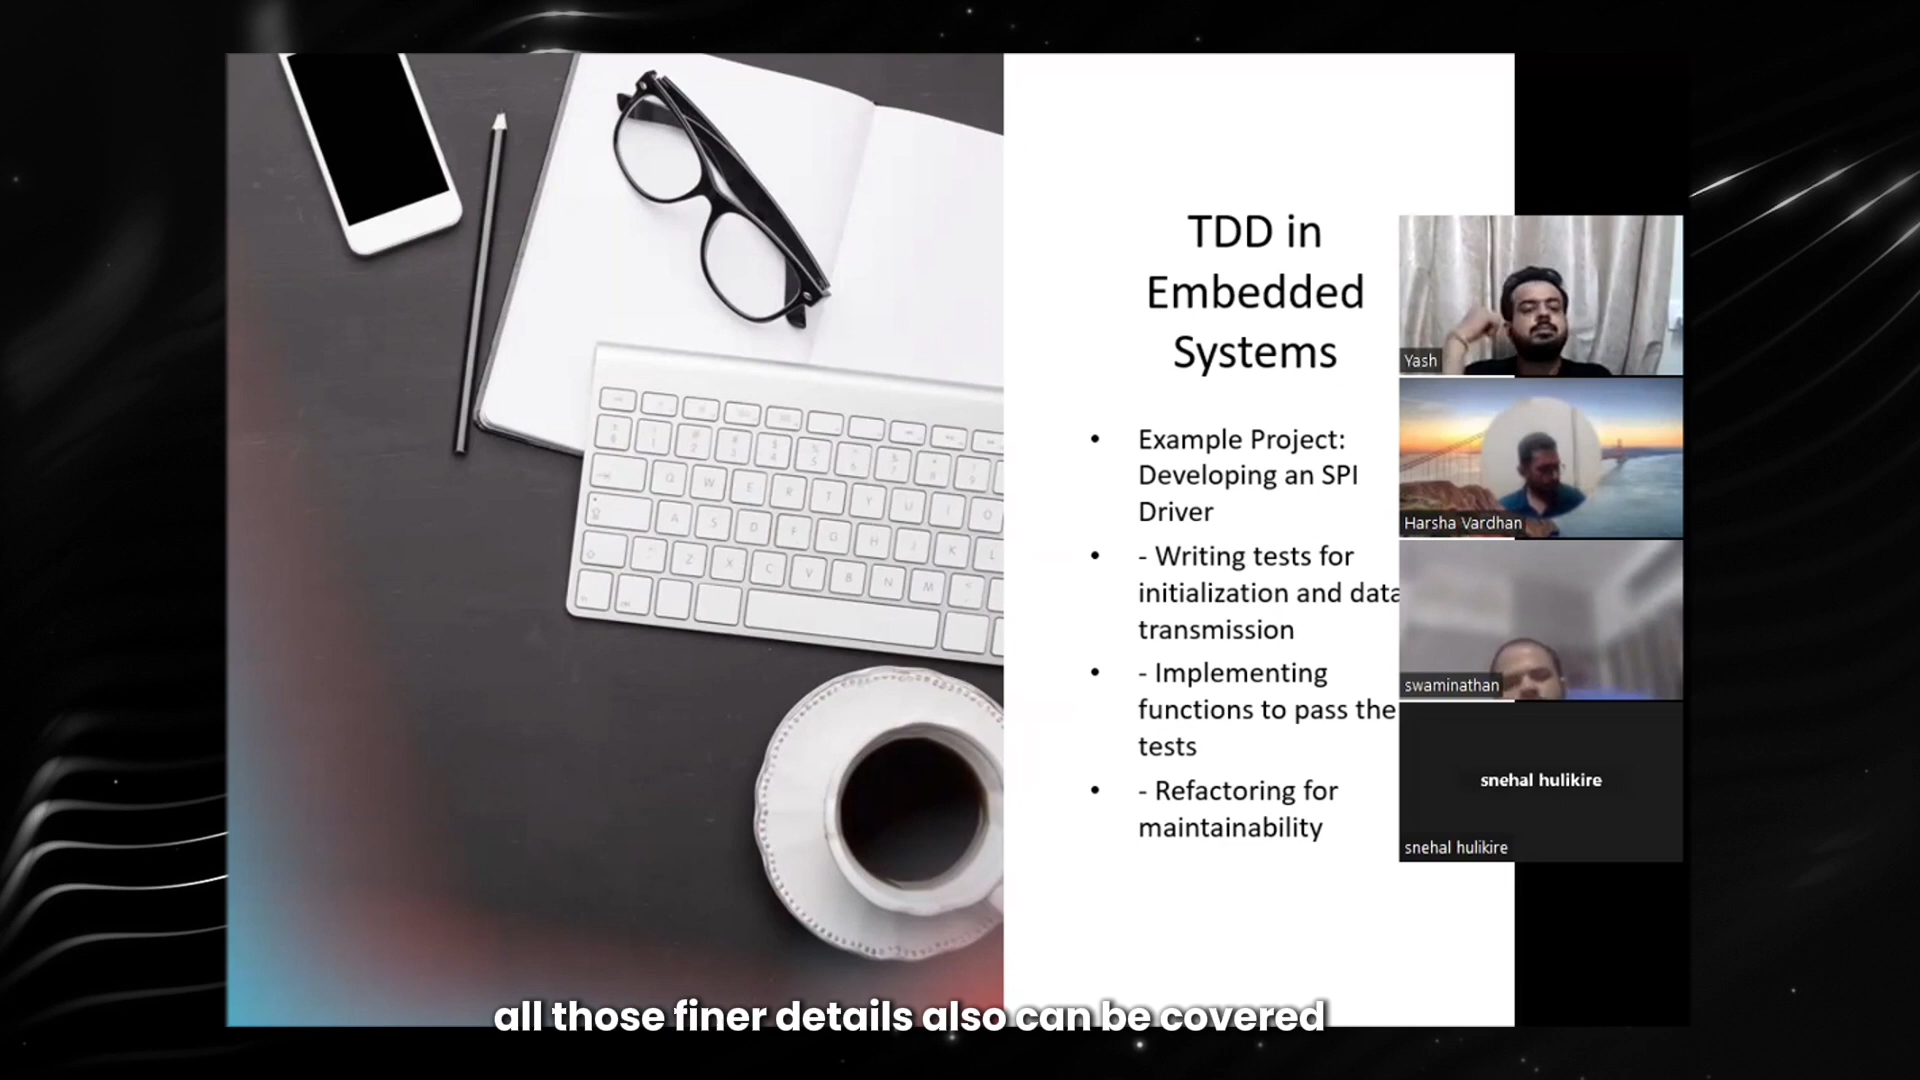 TDD in
Embedded
Systems
• Example Project:
Developing an SPI
Driver
• - Writing tests for
initialization and data
transmission
• - Implementing
functions to pass the
tests
• - Refactoring for
maintainability
Yash
Harsha Vardhan
swaminathan
snehal hulikire
snehal hulikire
Q W E R T Y U I O
A S D F G H J K L
Z X C V B N M
all those finer details also can be covered